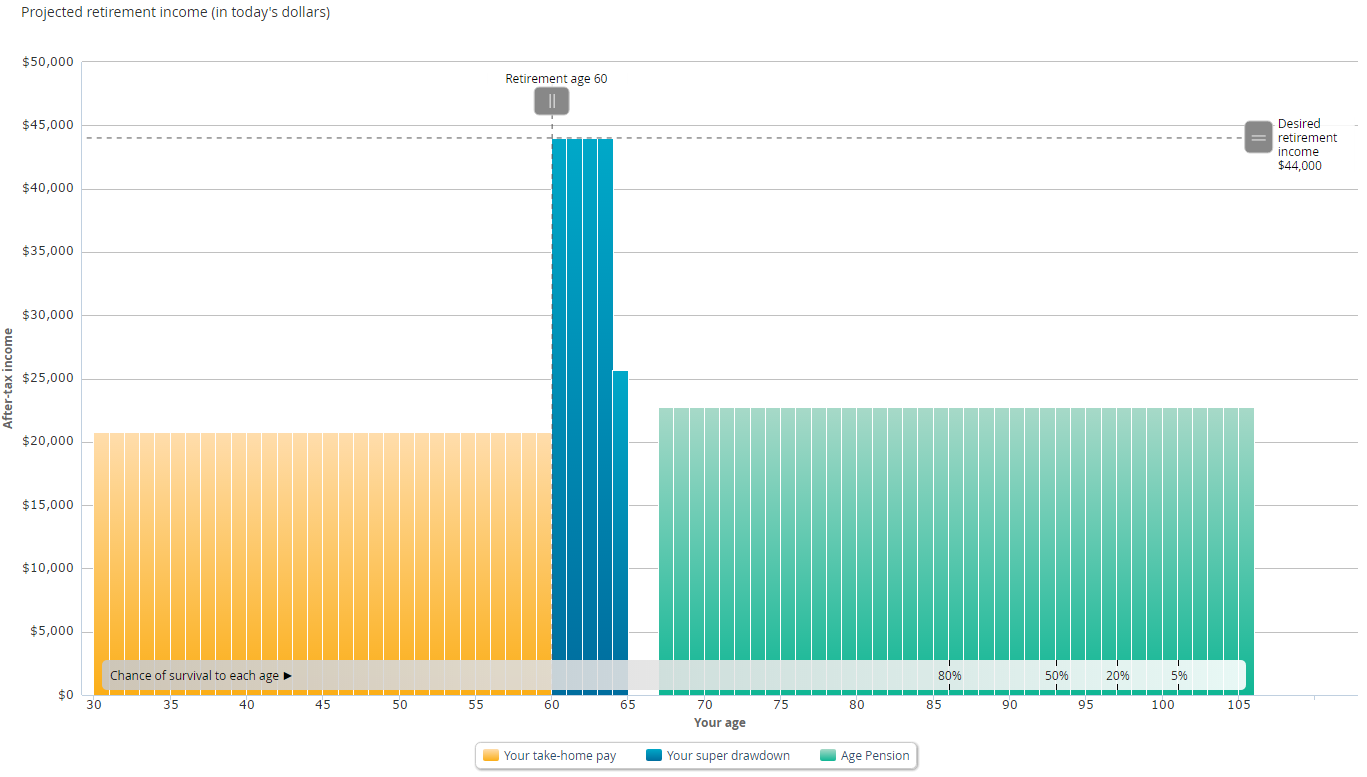 Projected retirement income (in today's dollars)
$50,000
Retirement age 60
$45,000
Desired
retirement
income
$44,000
$40,000
$35,000
$30,000
$25,000
$20,000
$15,000
$10,000
$5,000
$0
After-tax income
Chance of survival to each age ►
80%
50%
20%
5%
30 35 40 45 50 55 60 65 70 75 80 85 90 95 100 105
Your age
Your take-home pay
Your super drawdown
Age Pension